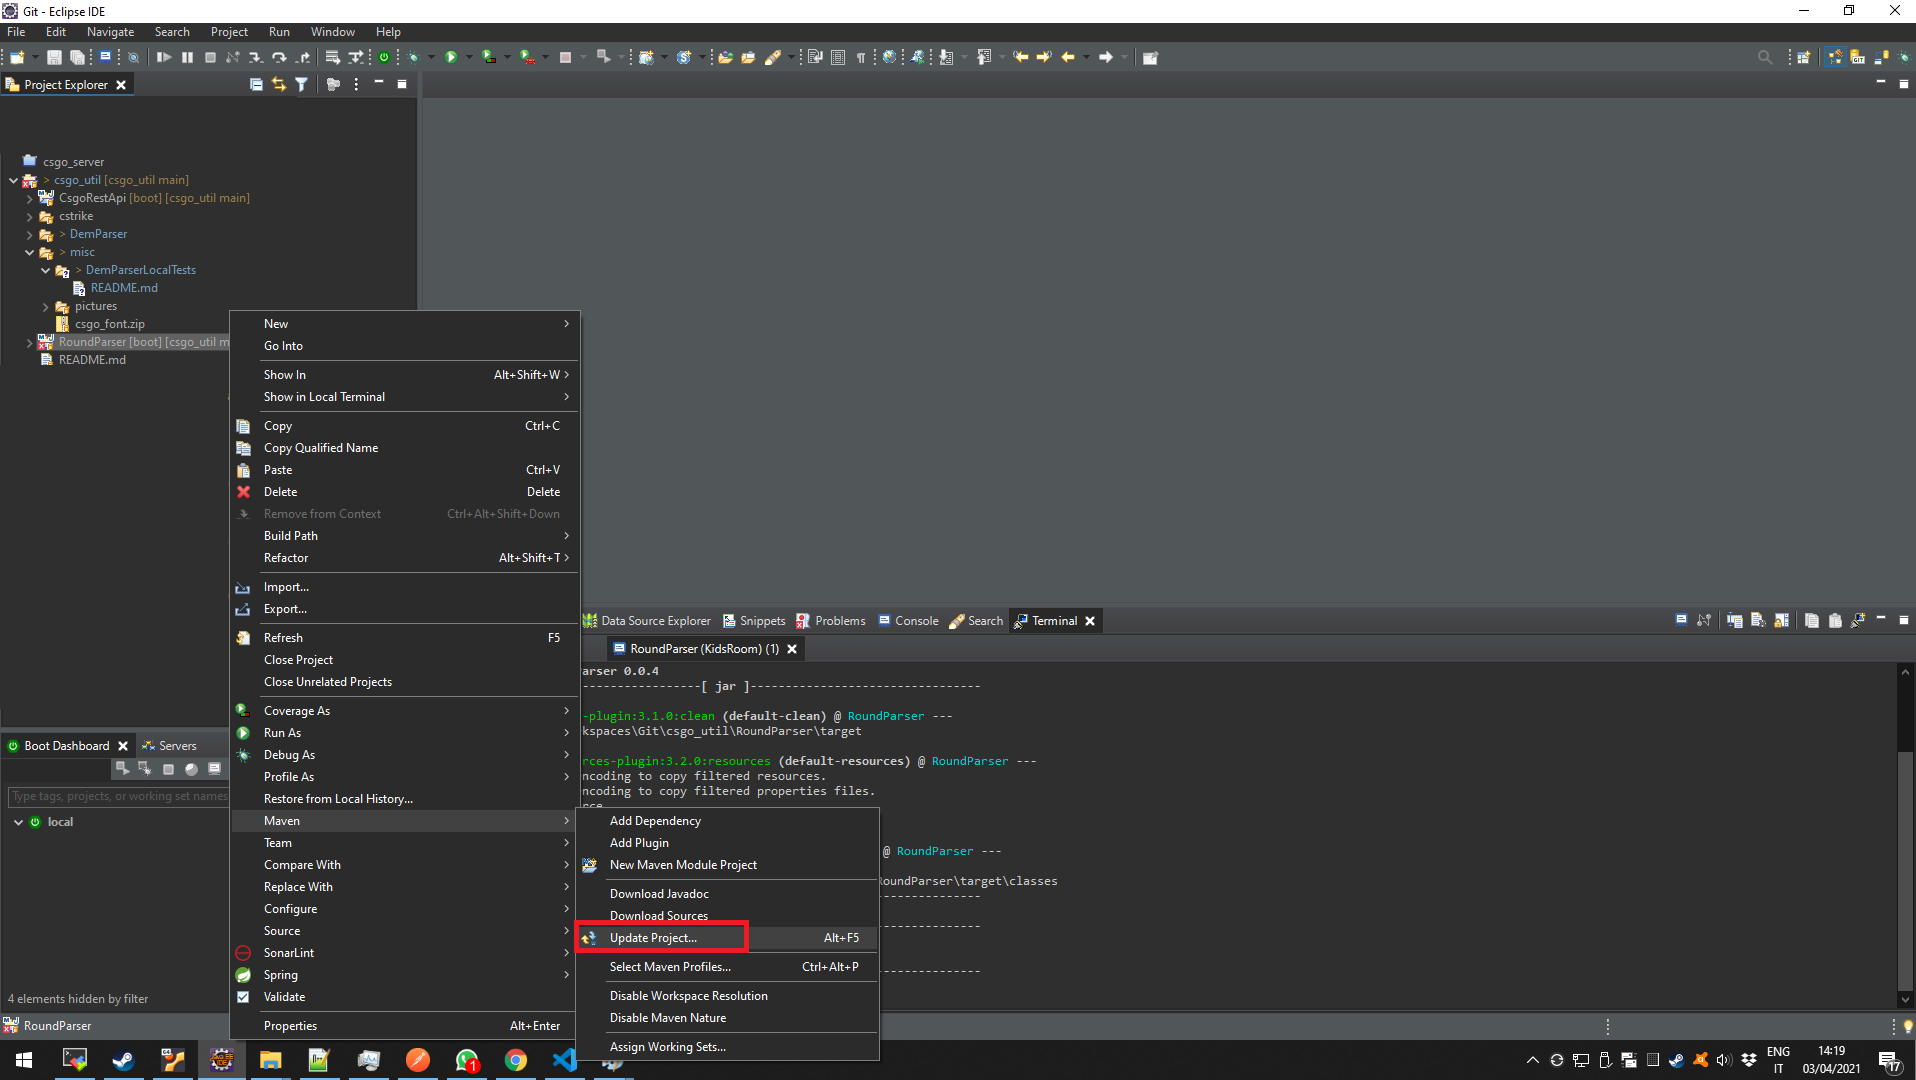 Git - Eclipse IDE
File Edit Navigate Search Project Run Window Help
Project Explorer
csgo_server
> csgo_util [csgo_util main]
CsgoRestApi [boot] [csgo_util main]
cstrike
> DemParser
> misc
> DemParserLocalTests
README.md
pictures
csgo_font.zip
RoundParser [boot] [csgo_util m
README.md
New
Go Into
Show In Alt+Shift+W >
Show in Local Terminal
Copy Ctrl+C
Copy Qualified Name
Paste Ctrl+V
Delete Delete
Remove from Context Ctrl+Alt+Shift+Down
Build Path
Refactor Alt+Shift+T >
Import...
Export...
Refresh F5
Close Project
Close Unrelated Projects
Coverage As
Run As
Debug As
Profile As
Restore from Local History...
Maven
Team
Compare With
Replace With
Configure
Source
SonarLint
Spring
Validate
Properties Alt+Enter
Add Dependency
Add Plugin
New Maven Module Project
Download Javadoc
Download Sources
Update Project... Alt+F5
Select Maven Profiles... Ctrl+Alt+P
Disable Workspace Resolution
Disable Maven Nature
Assign Working Sets...
Data Source Explorer Snippets Problems Console Search Terminal
RoundParser (KidsRoom) (1)
arser 0.0.4
-----------------[ jar ]---------------------------------
-plugin:3.1.0:clean (default-clean) @ RoundParser ---
kspaces\Git\csgo_util\RoundParser\target
rces-plugin:3.2.0:resources (default-resources) @ RoundParser ---
ncoding to copy filtered resources.
ncoding to copy filtered properties files.
@ RoundParser ---
RoundParser\target\classes
---------------
---------------
---------------
Boot Dashboard Servers
Type tags, projects, or working set names
local
4 elements hidden by filter
RoundParser
1
ENG
IT
14:19
03/04/2021
17